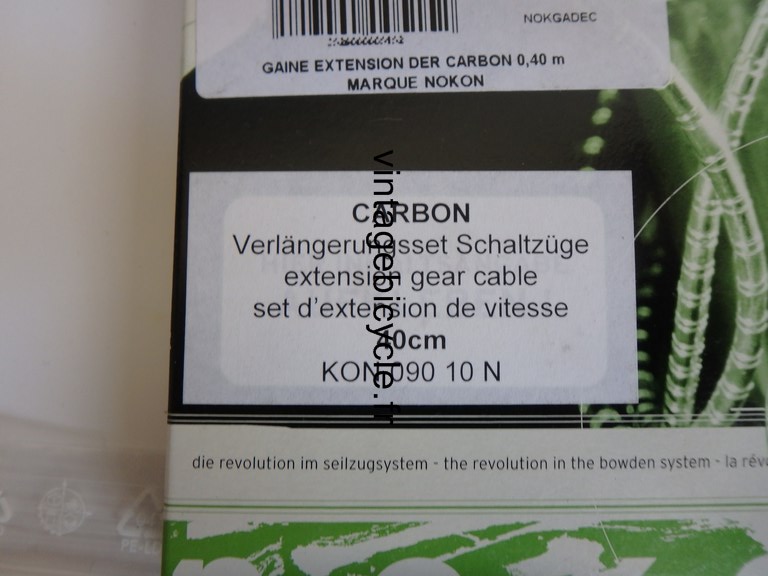 NOKGADEC
GAINE EXTENSION DER CARBON 0,40 m
MARQUE NOKON
CARBON
Verlängerungsset Schaltzüge
extension gear cable
set d'extension de vitesse
40cm
KON 090 10 N
vintagebicycle.fr
die revolution im seilzugsystem - the revolution in the bowden system - la